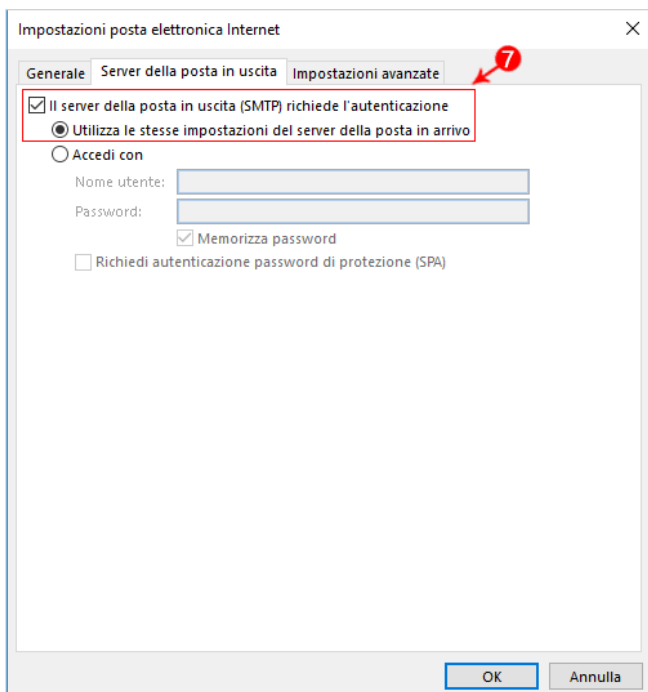 Impostazioni posta elettronica Internet
Generale Server della posta in uscita Impostazioni avanzate
7
Il server della posta in uscita (SMTP) richiede l'autenticazione
Utilizza le stesse impostazioni del server della posta in arrivo
Accedi con
Nome utente:
Password:
Memorizza password
Richiedi autenticazione password di protezione (SPA)
OK Annulla